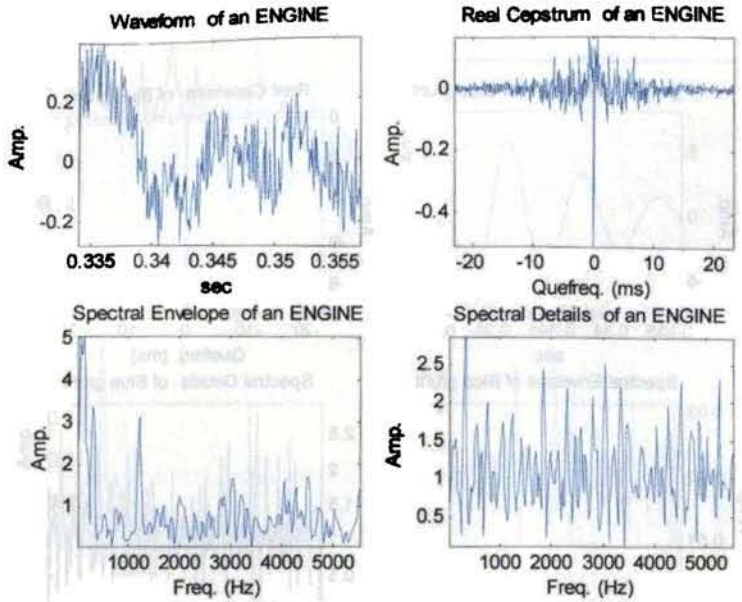 Waveform of an ENGINE
Amp.
0.2
0
-0.2
0.335 0.34 0.345 0.35 0.355
sec
Real Cepstrum of an ENGINE
Amp.
0
-0.2
-0.4
-20 -10 0 10 20
Quefreq. (ms)
Spectral Envelope of an ENGINE
Amp.
5
4
3
2
1
1000 2000 3000 4000 5000
Freq. (Hz)
Spectral Details of an ENGINE
Amp.
2.5
2
1.5
1
0.5
1000 2000 3000 4000 5000
Freq. (Hz)